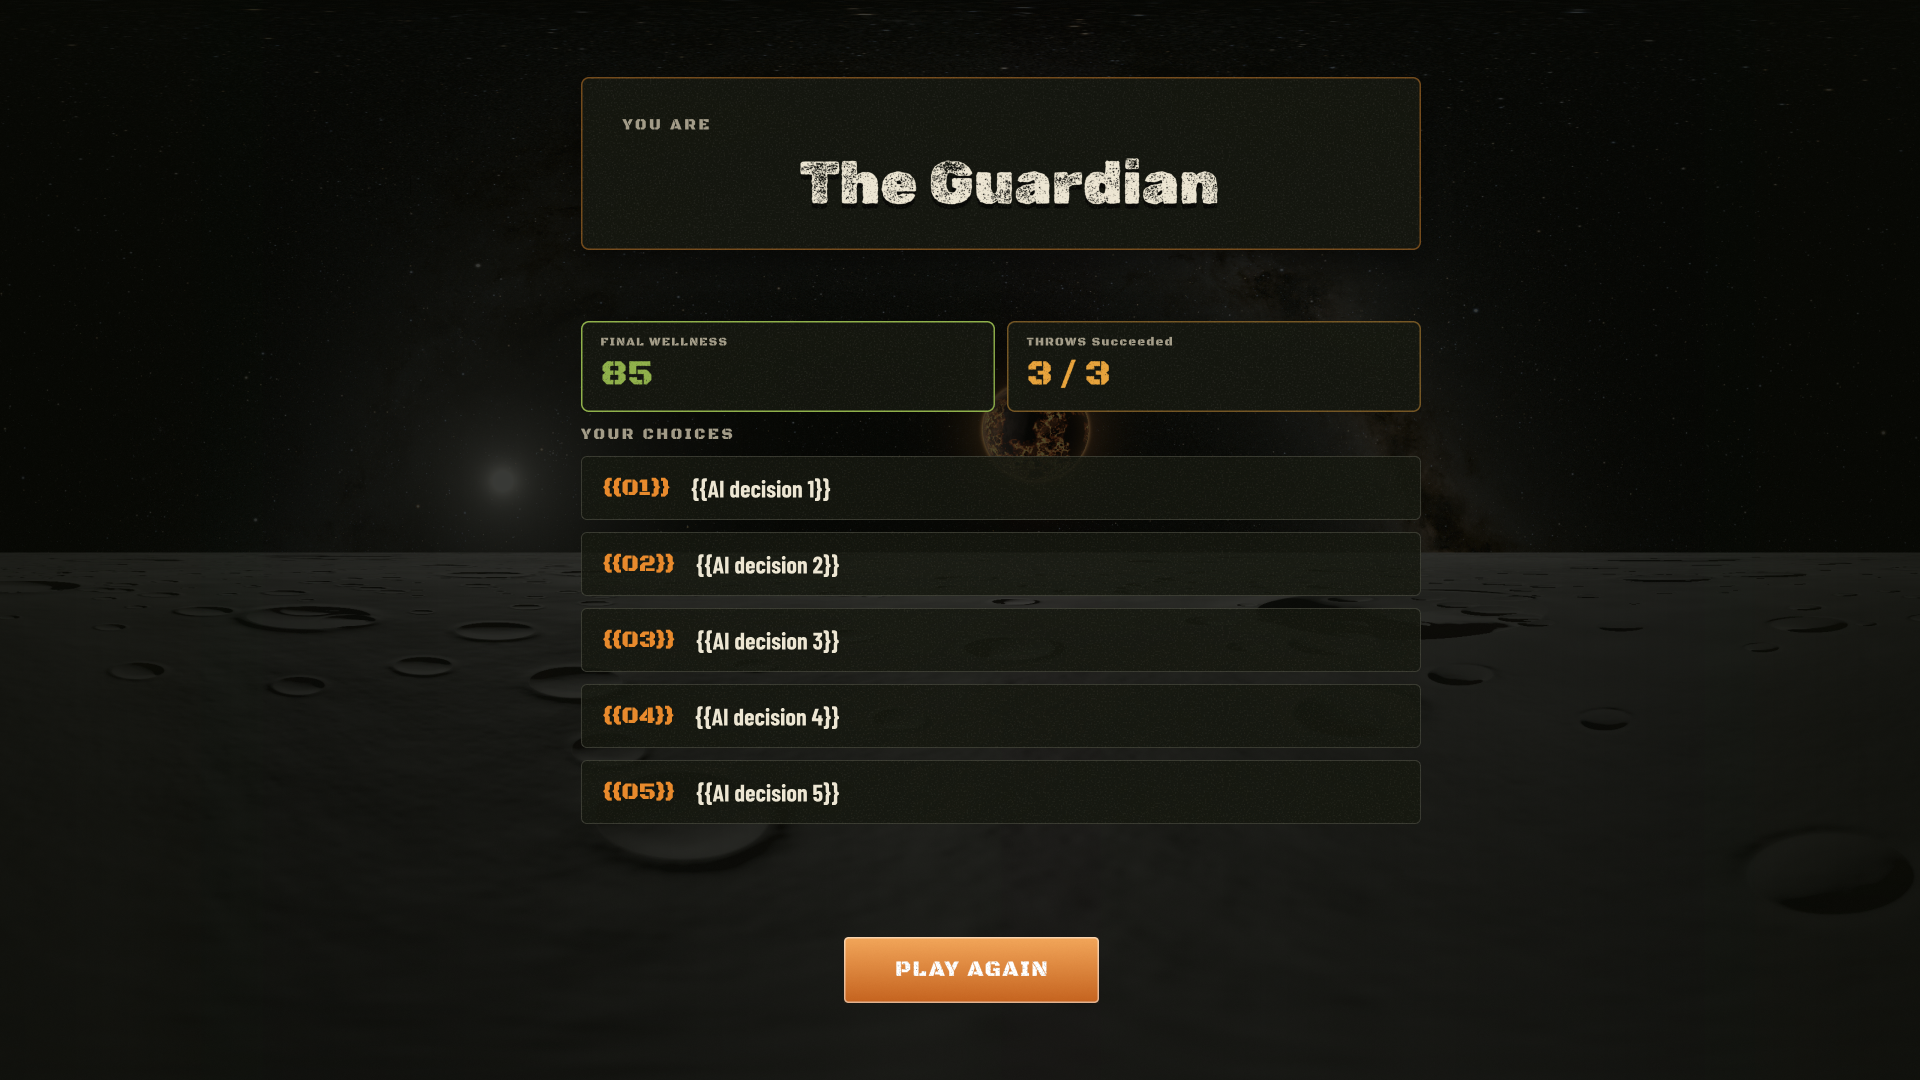 YOU ARE
The Guardian
FINAL WELLNESS
85
THROWS Succeeded
3 / 3
YOUR CHOICES
{{01}} {{AI decision 1}}
{{02}} {{AI decision 2}}
{{03}} {{AI decision 3}}
{{04}} {{AI decision 4}}
{{05}} {{AI decision 5}}
PLAY AGAIN